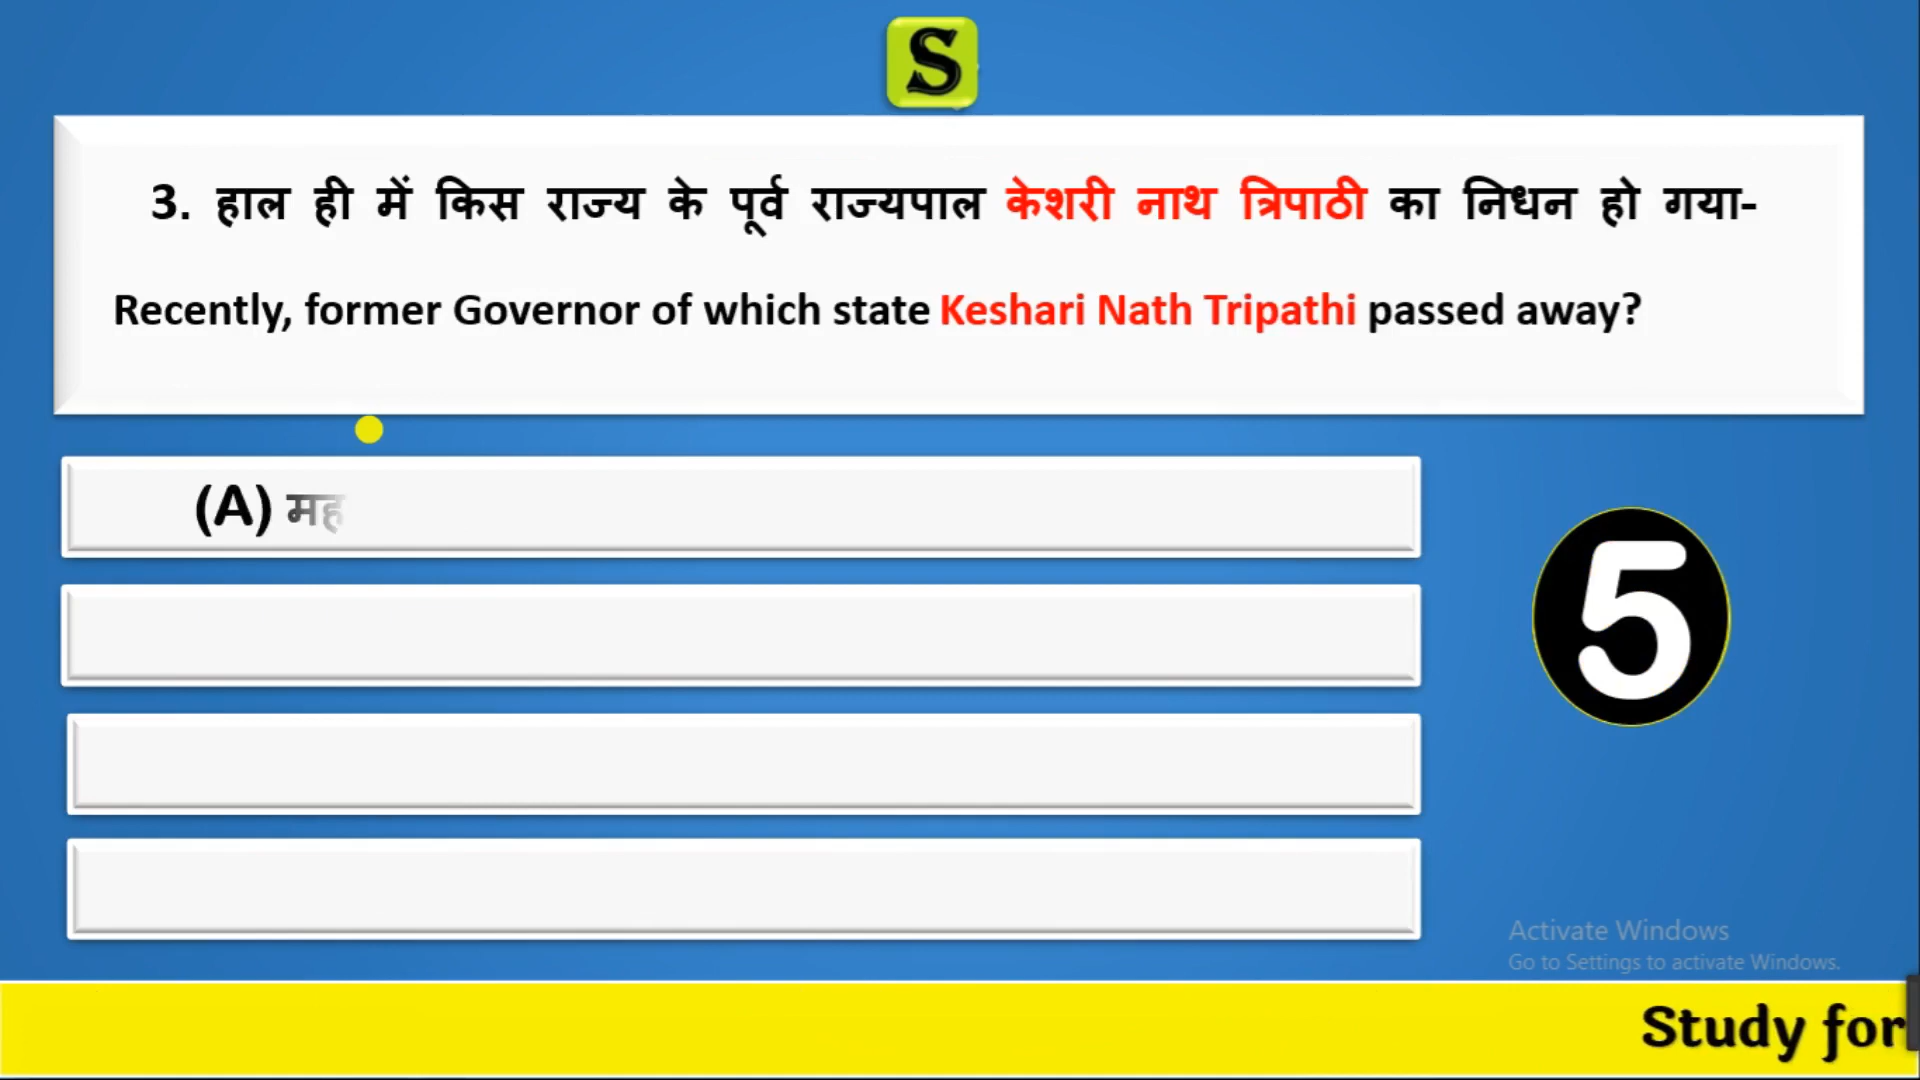 S
3. हाल ही में किस राज्य के पूर्व राज्यपाल केशरी नाथ त्रिपाठी का निधन हो गया-
Recently, former Governor of which state Keshari Nath Tripathi passed away?
(A) मह
5
Activate Windows
Go to Settings to activate Windows.
Study for